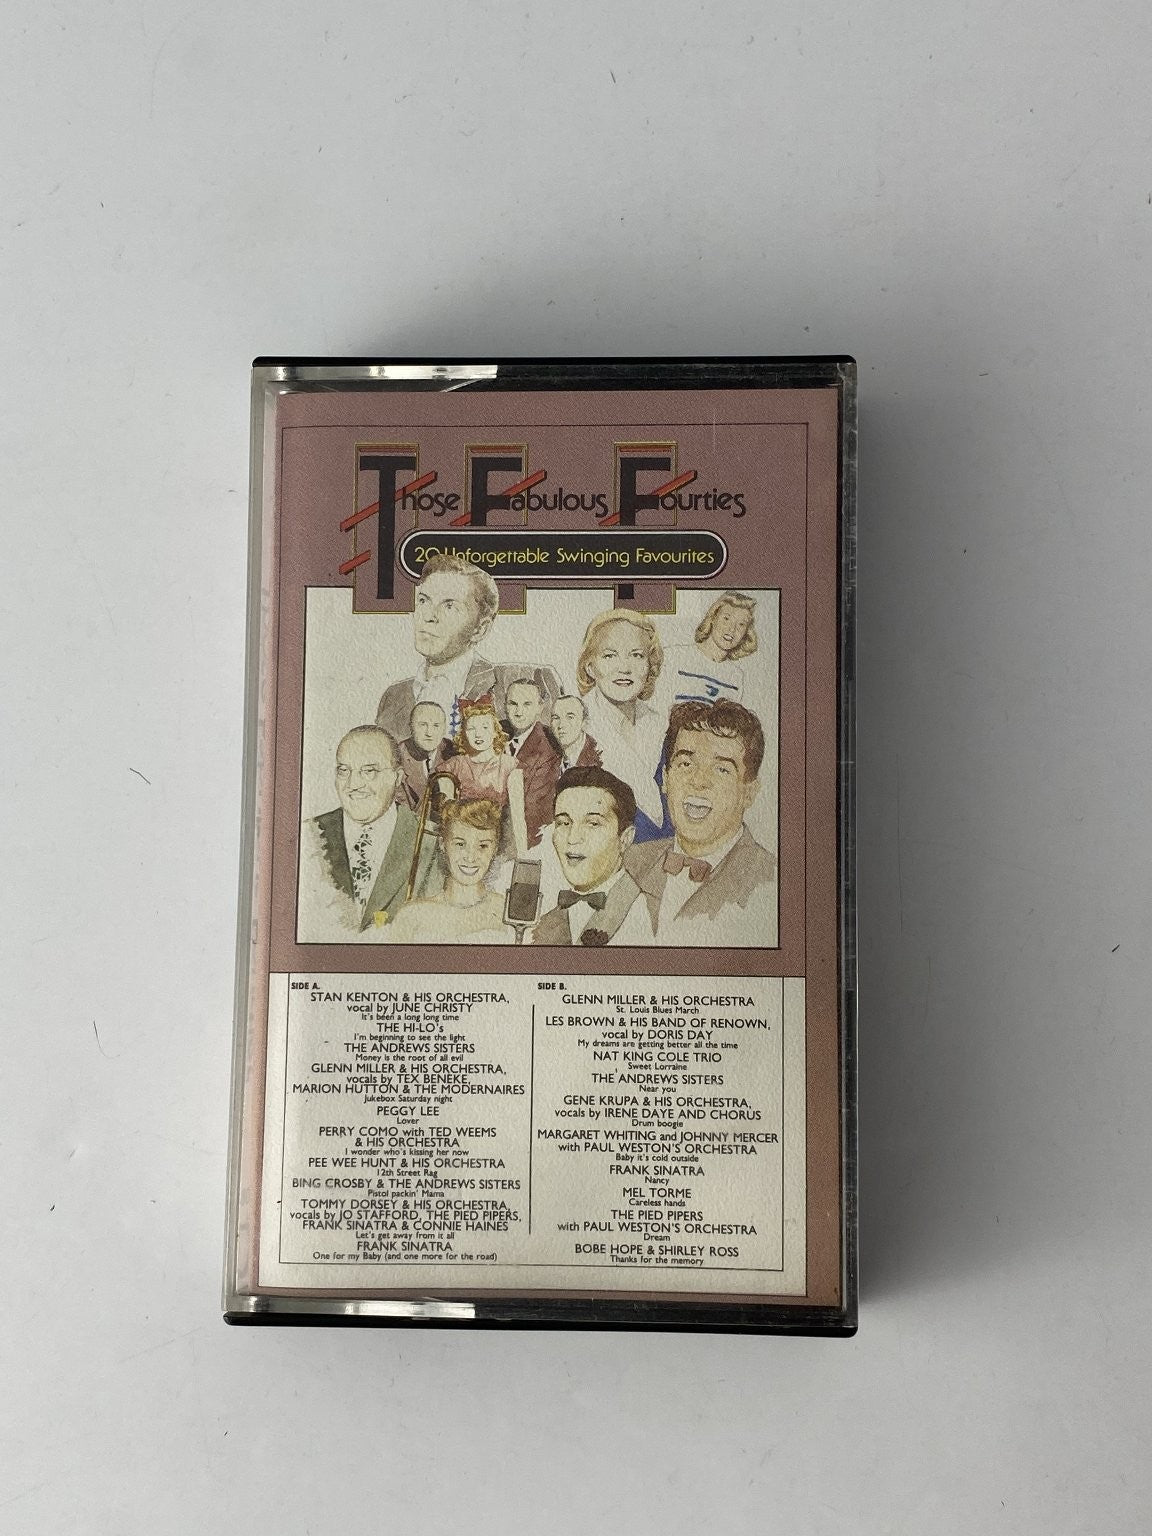 Those Fabulous Fourties
20 Unforgettable Swinging Favourites
SIDE A.
STAN KENTON & HIS ORCHESTRA,
vocal by JUNE CHRISTY
It's been a long long time
THE HI-LO's
I'm beginning to see the light
THE ANDREWS SISTERS
Money is the root of all evil
GLENN MILLER & HIS ORCHESTRA,
vocals by TEX BENEKE,
MARION HUTTON & THE MODERNAIRES
Jukebox Saturday night
PEGGY LEE
Lover
PERRY COMO with TED WEEMS
& HIS ORCHESTRA
I wonder who's kissing her now
PEE WEE HUNT & HIS ORCHESTRA
12th Street Rag
BING CROSBY & THE ANDREWS SISTERS
Pistol packin' Mama
TOMMY DORSEY & HIS ORCHESTRA,
vocals by JO STAFFORD, THE PIED PIPERS,
FRANK SINATRA & CONNIE HAINES
Let's get away from it all
FRANK SINATRA
One for my Baby (and one more for the road)
SIDE B.
GLENN MILLER & HIS ORCHESTRA
St. Louis Blues March
LES BROWN & HIS BAND OF RENOWN,
vocal by DORIS DAY
My dreams are getting better all the time
NAT KING COLE TRIO
Sweet Lorraine
THE ANDREWS SISTERS
Near you
GENE KRUPA & HIS ORCHESTRA,
vocals by IRENE DAYE AND CHORUS
Drum boogie
MARGARET WHITING and JOHNNY MERCER
with PAUL WESTON'S ORCHESTRA
Baby it's cold outside
FRANK SINATRA
Nancy
MEL TORME
Careless hands
THE PIED PIPERS
with PAUL WESTON'S ORCHESTRA
Dream
BOBE HOPE & SHIRLEY ROSS
Thanks for the memory